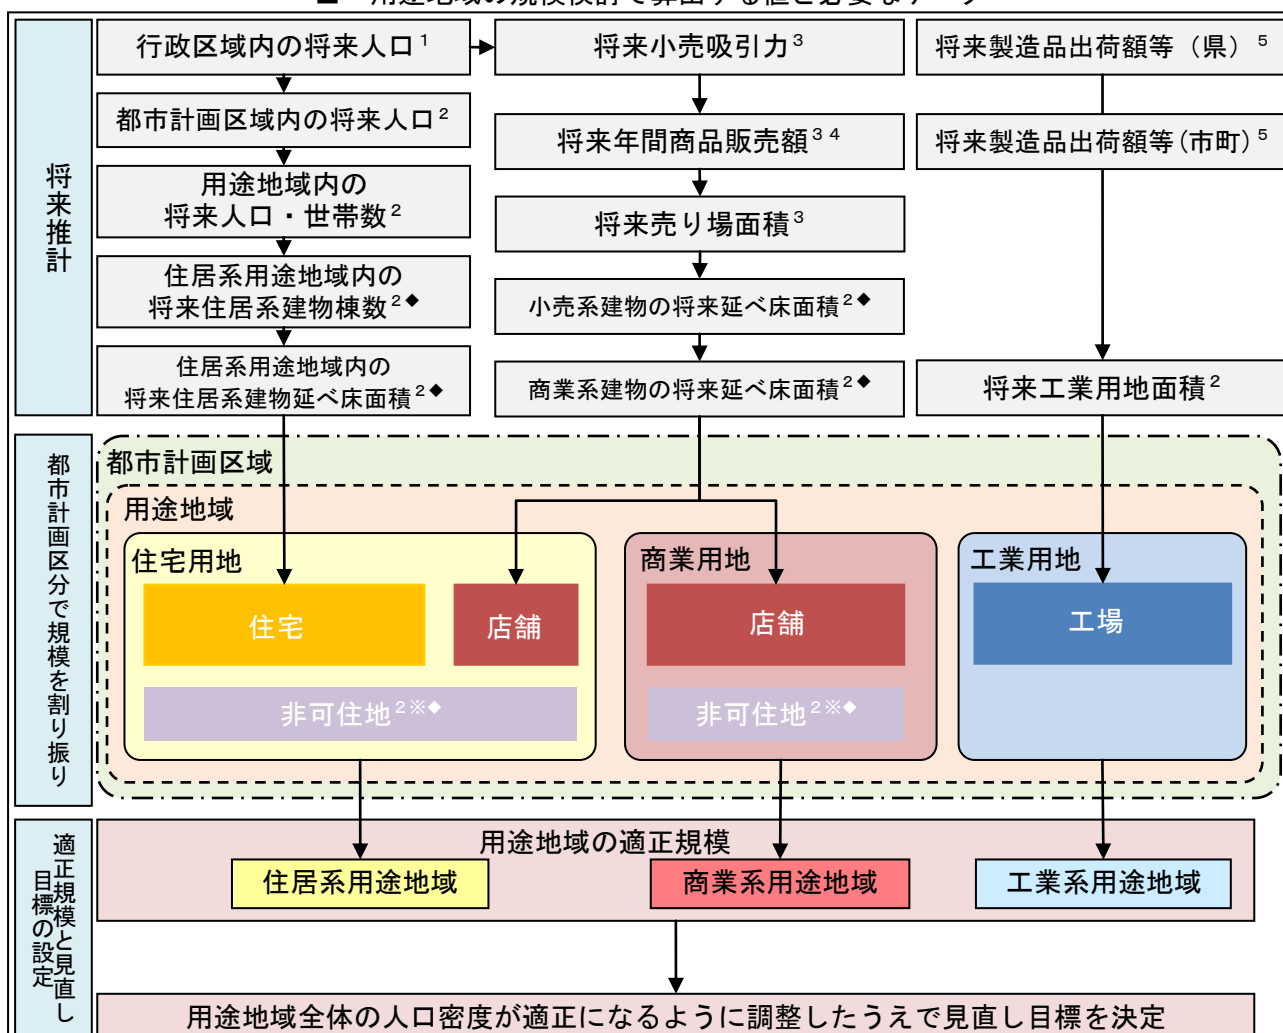 将来推計
行政区域内の将来人口¹
都市計画区域内の将来人口²
用途地域内の
将来人口・世帯数²
住居系用途地域内の
将来住居系建物棟数²◆
住居系用途地域内の
将来住居系建物延べ床面積²◆
将来小売吸引力³
将来年間商品販売額³⁴
将来売り場面積³
小売系建物の将来延べ床面積²◆
商業系建物の将来延べ床面積²◆
将来製造品出荷額等（県）⁵
将来製造品出荷額等(市町)⁵
将来工業用地面積²
都市計画区分で規模を割り振り
都市計画区域
用途地域
住宅用地
住宅
店舗
非可住地²※◆
商業用地
店舗
非可住地²※◆
工業用地
工場
適正規模と見直し
目標の設定
用途地域の適正規模
住居系用途地域
商業系用途地域
工業系用途地域
用途地域全体の人口密度が適正になるように調整したうえで見直し目標を決定